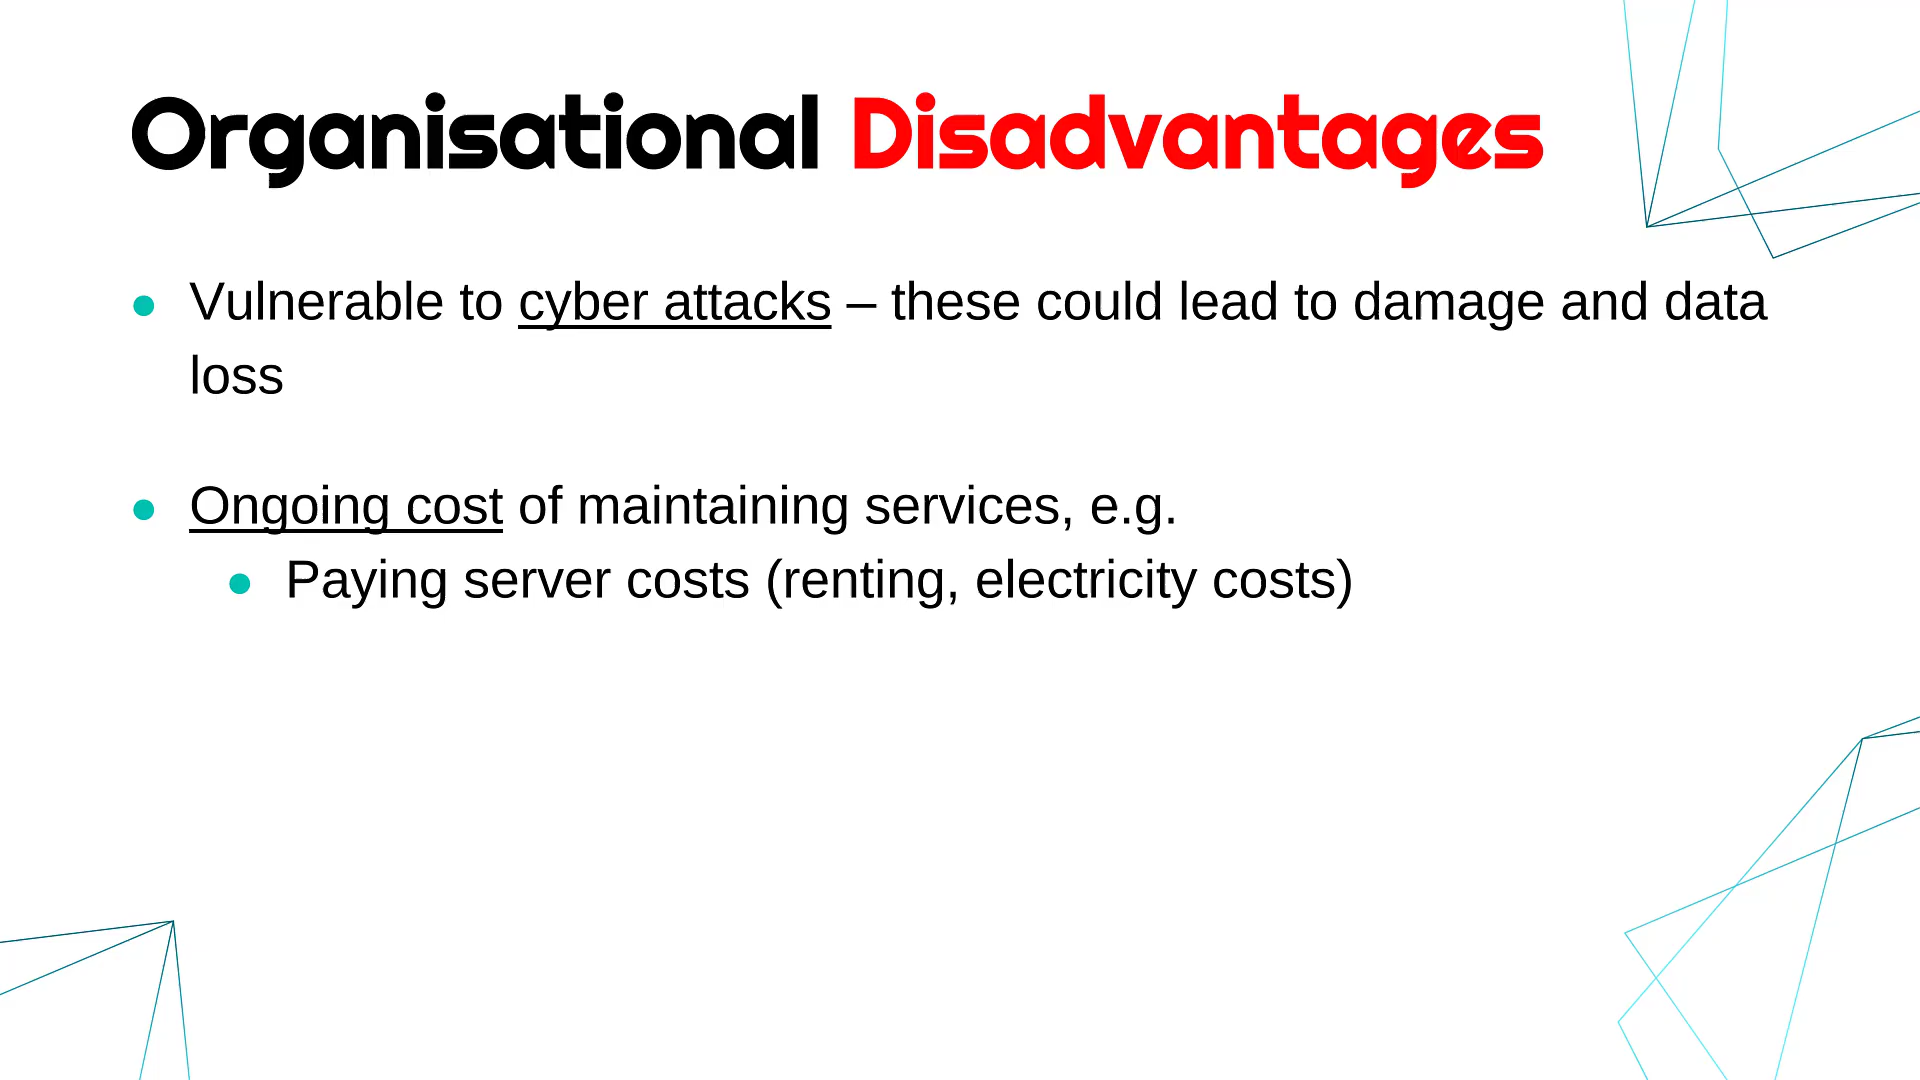 Organisational Disadvantages
Vulnerable to cyber attacks – these could lead to damage and data
loss
Ongoing cost of maintaining services, e.g.
Paying server costs (renting, electricity costs)